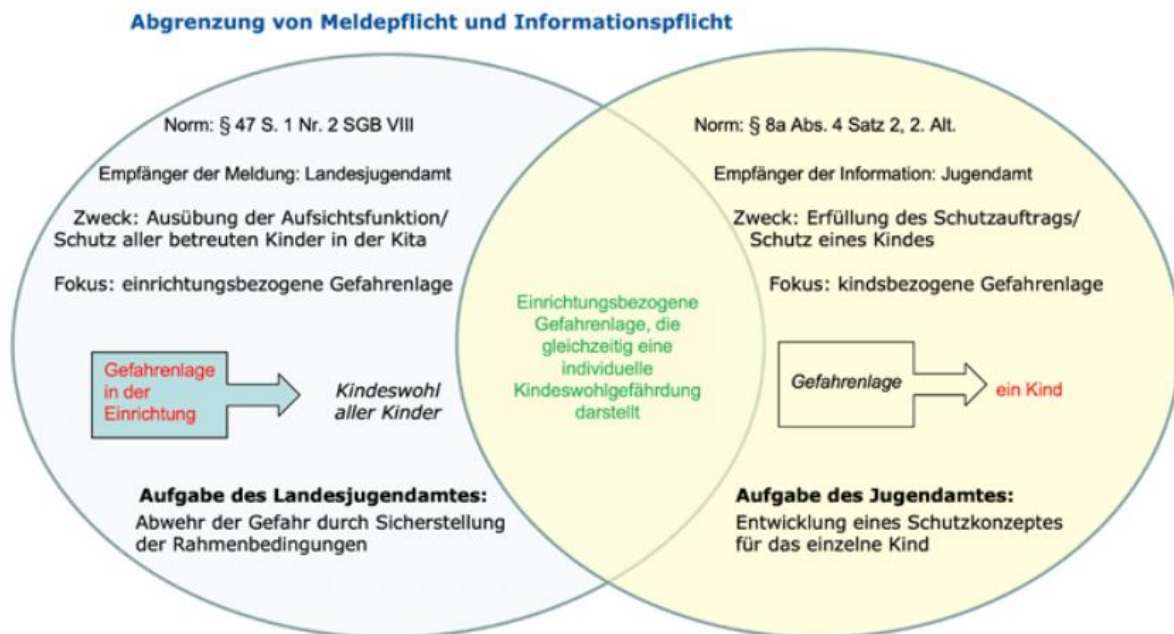 Abgrenzung von Meldepflicht und Informationspflicht
Norm: § 47 S. 1 Nr. 2 SGB VIII
Empfänger der Meldung: Landesjugendamt
Zweck: Ausübung der Aufsichtsfunktion/
Schutz aller betreuten Kinder in der Kita
Fokus: einrichtungsbezogene Gefahrenlage
Gefahrenlage
in der
Einrichtung
Kindeswohl
aller Kinder
Aufgabe des Landesjugendamtes:
Abwehr der Gefahr durch Sicherstellung
der Rahmenbedingungen
Einrichtungsbezogene
Gefahrenlage, die
gleichzeitig eine
individuelle
Kindeswohlgefährdung
darstellt
Norm: § 8a Abs. 4 Satz 2, 2. Alt.
Empfänger der Information: Jugendamt
Zweck: Erfüllung des Schutzauftrags/
Schutz eines Kindes
Fokus: kindsbezogene Gefahrenlage
Gefahrenlage
ein Kind
Aufgabe des Jugendamtes:
Entwicklung eines Schutzkonzeptes
für das einzelne Kind